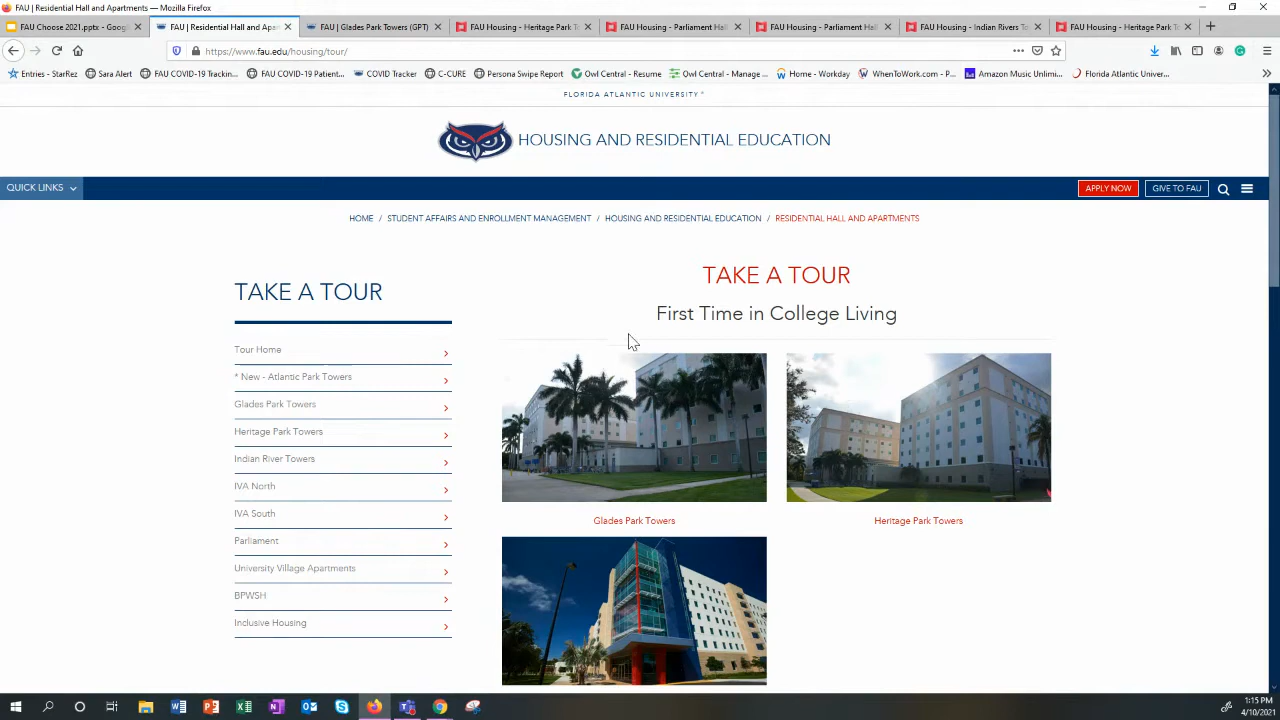 FAU | Residential Hall and Apartments — Mozilla Firefox
FAU Choose 2021.pptx - Google
FAU | Residential Hall and Apartments
FAU | Glades Park Towers (GPT)
FAU Housing - Heritage Park T
FAU Housing - Parliament Hall
FAU Housing - Parliament Hall
FAU Housing - Indian Rivers To
FAU Housing - Heritage Park T
https://www.fau.edu/housing/tour/
Entries - StarRez
Sara Alert
FAU COVID-19 Trackin...
FAU COVID-19 Patient...
COVID Tracker
C-CURE
Persona Swipe Report
Owl Central - Resume
Owl Central - Manage ...
Home - Workday
WhenToWork.com - P...
Amazon Music Unlimi...
Florida Atlantic Univer...
FLORIDA ATLANTIC UNIVERSITY
HOUSING AND RESIDENTIAL EDUCATION
QUICK LINKS
APPLY NOW
GIVE TO FAU
HOME / STUDENT AFFAIRS AND ENROLLMENT MANAGEMENT / HOUSING AND RESIDENTIAL EDUCATION / RESIDENTIAL HALL AND APARTMENTS
TAKE A TOUR
Tour Home
* New - Atlantic Park Towers
Glades Park Towers
Heritage Park Towers
Indian River Towers
IVA North
IVA South
Parliament
University Village Apartments
BPWSH
Inclusive Housing
TAKE A TOUR
First Time in College Living
Glades Park Towers
Heritage Park Towers
1:15 PM
4/10/2021